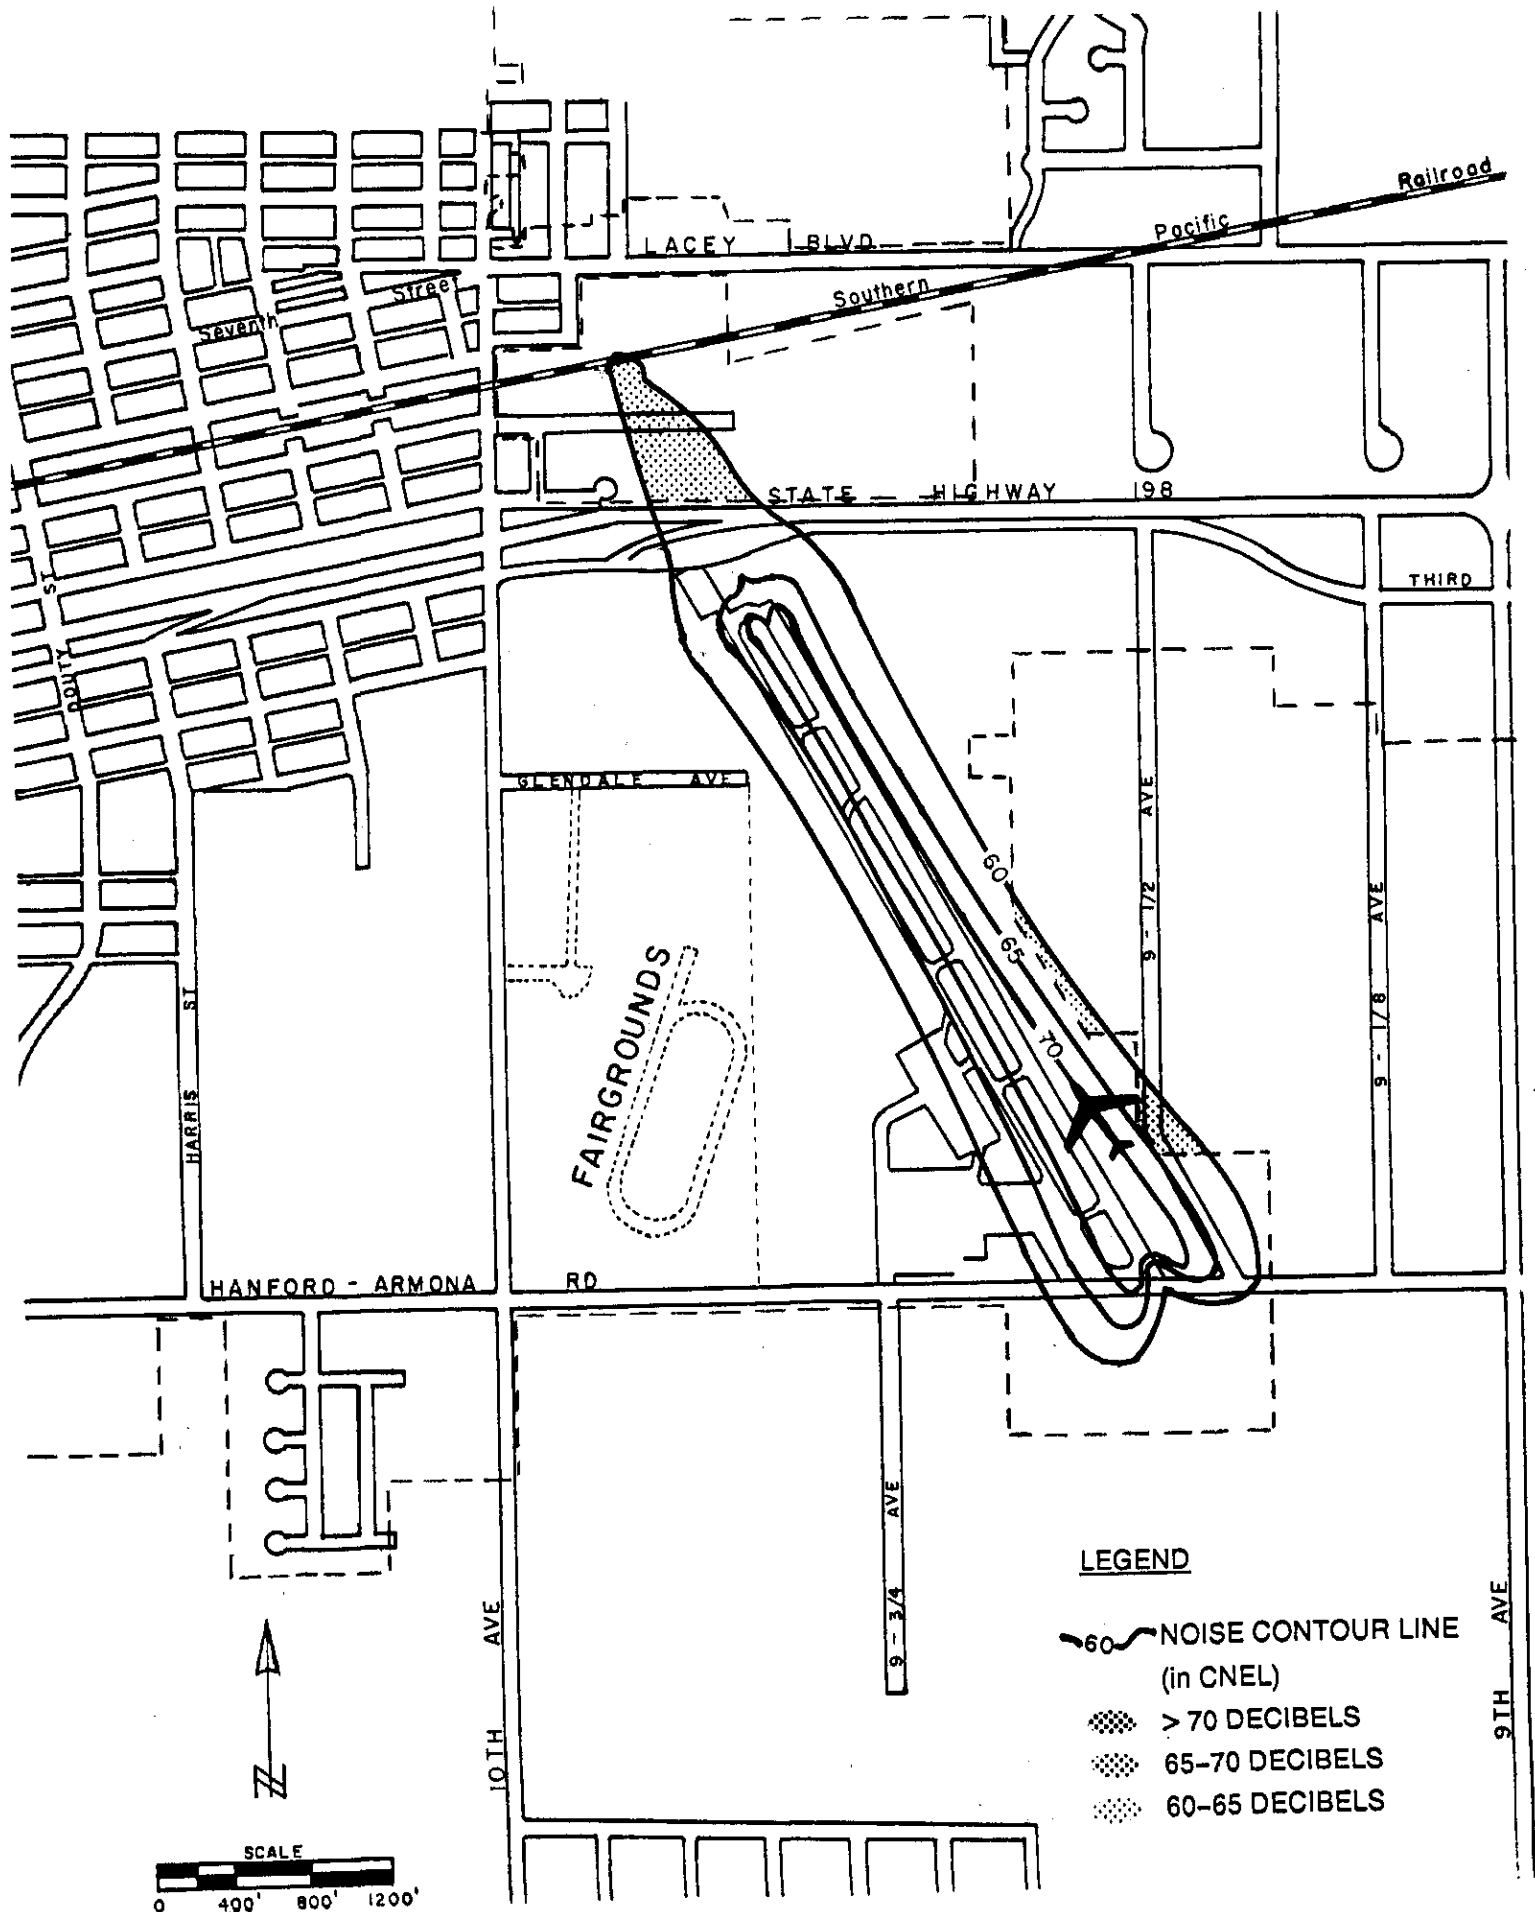 Railroad
Pacific
LACEY BLVD
Southern
Street
Seventh
STATE HIGHWAY 198
THIRD
ST
DOUTY
GLENDALE AVE
9 - 1/2 AVE
9 - 1/8 AVE
60
65
70
FAIRGROUNDS
HARRIS ST
HANFORD - ARMONA RD
9 - 3/4 AVE
10TH AVE
9TH AVE
LEGEND
60 NOISE CONTOUR LINE
(in CNEL)
> 70 DECIBELS
65-70 DECIBELS
60-65 DECIBELS
N
SCALE
0 400' 800' 1200'